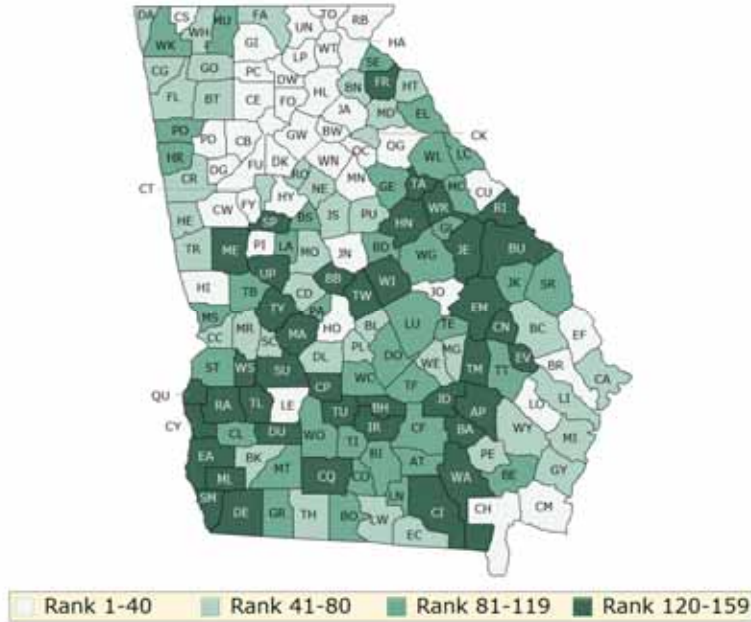 DA CS MU FA UN TO RB
WH HA
WK F GI LP WT
CG GO PC DW HL SE FR HT
BN
FL BT CE FO JA MD EL
PO PD CB GW BW OG CK
OC
HR DG FU DK WN MN WL LC
CT CR RO GE TA MC CU
HY NE
HE CW FY BS JS PU HN WK RI
GL
TR ME PI LA MO JN BD WG JE BU
UP BB WI
HI TB CD TW JO JK SR
TY PA EM
MS MR MA HO BL LU TE CN BC EF
CC SC
DL PL DO WE MG EV BR
ST WS SU WC TM TT CA
QU CP TF
RA TL LE TU BH JD AP LO LI
CY CL DU WO IR CF BA WY MI
TI
EA BK MT BI AT PE
ML CQ CO WA BE GY
SM LN
DE GR TH BO LW CI CH CM
EC
Rank 1-40 Rank 41-80 Rank 81-119 Rank 120-159